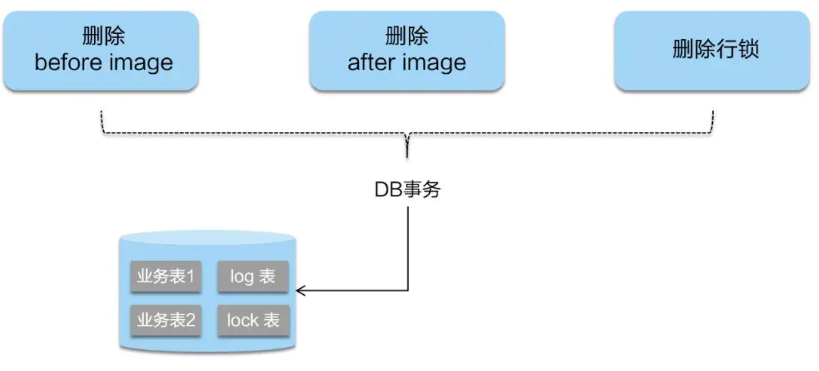 删除
before image
删除
after image
删除行锁
DB事务
业务表1
log 表
业务表2
lock 表